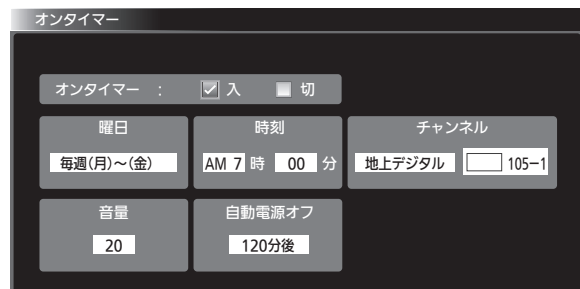 オンタイマー
オンタイマー : 入 切
曜日 時刻 チャンネル
毎週(月)~(金) AM 7 時 00 分 地上デジタル 105-1
音量 自動電源オフ
20 120分後